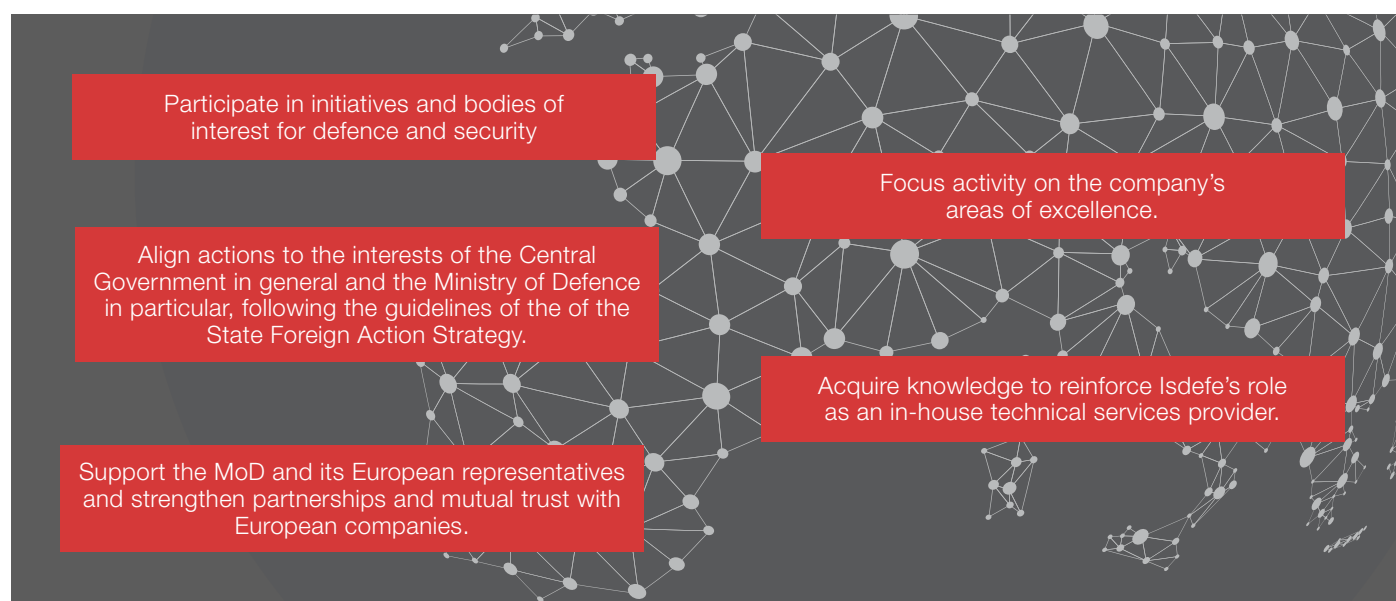 Participate in initiatives and bodies of
interest for defence and security
Focus activity on the company’s
areas of excellence.
Align actions to the interests of the Central
Government in general and the Ministry of Defence
in particular, following the guidelines of the of the
State Foreign Action Strategy.
Acquire knowledge to reinforce Isdefe’s role
as an in-house technical services provider.
Support the MoD and its European representatives
and strengthen partnerships and mutual trust with
European companies.